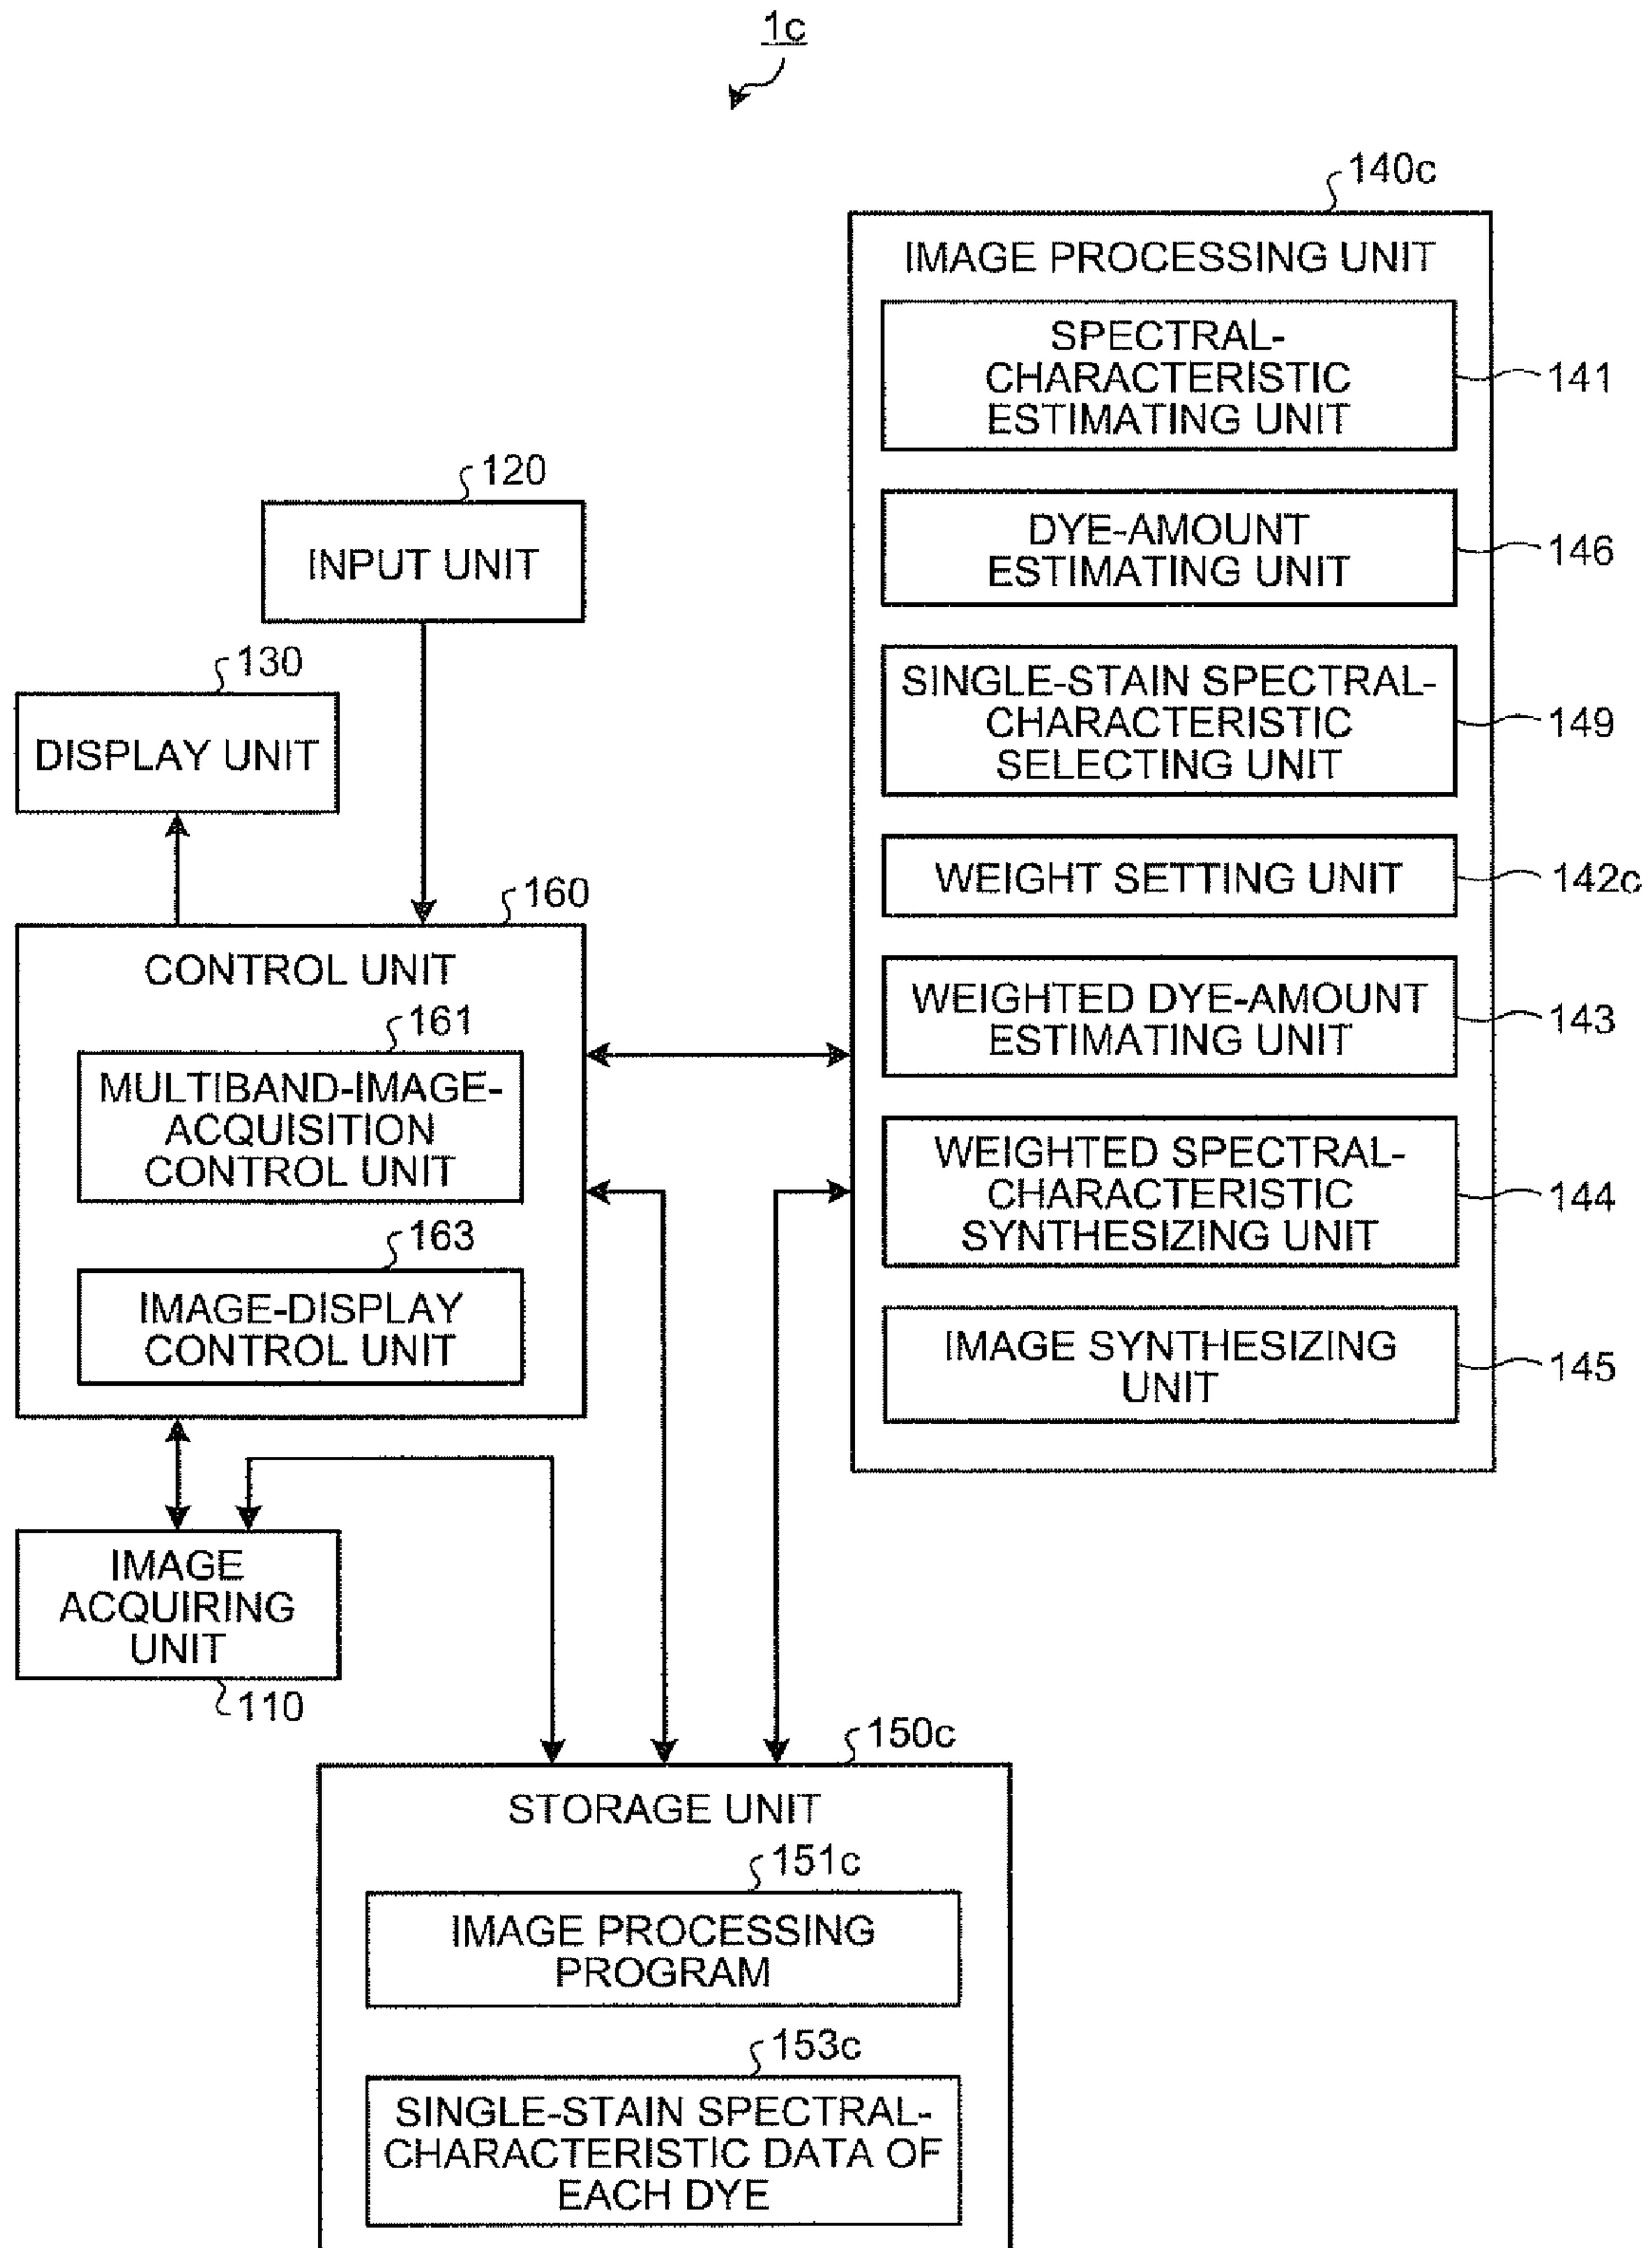 1c
140c
IMAGE PROCESSING UNIT
SPECTRAL-
CHARACTERISTIC
ESTIMATING UNIT
141
DYE-AMOUNT
ESTIMATING UNIT
146
SINGLE-STAIN SPECTRAL-
CHARACTERISTIC
SELECTING UNIT
149
WEIGHT SETTING UNIT
142c
WEIGHTED DYE-AMOUNT
ESTIMATING UNIT
143
WEIGHTED SPECTRAL-
CHARACTERISTIC
SYNTHESIZING UNIT
144
IMAGE SYNTHESIZING
UNIT
145
120
INPUT UNIT
130
DISPLAY UNIT
160
CONTROL UNIT
161
MULTIBAND-IMAGE-
ACQUISITION
CONTROL UNIT
163
IMAGE-DISPLAY
CONTROL UNIT
IMAGE
ACQUIRING
UNIT
110
150c
STORAGE UNIT
151c
IMAGE PROCESSING
PROGRAM
153c
SINGLE-STAIN SPECTRAL-
CHARACTERISTIC DATA OF
EACH DYE